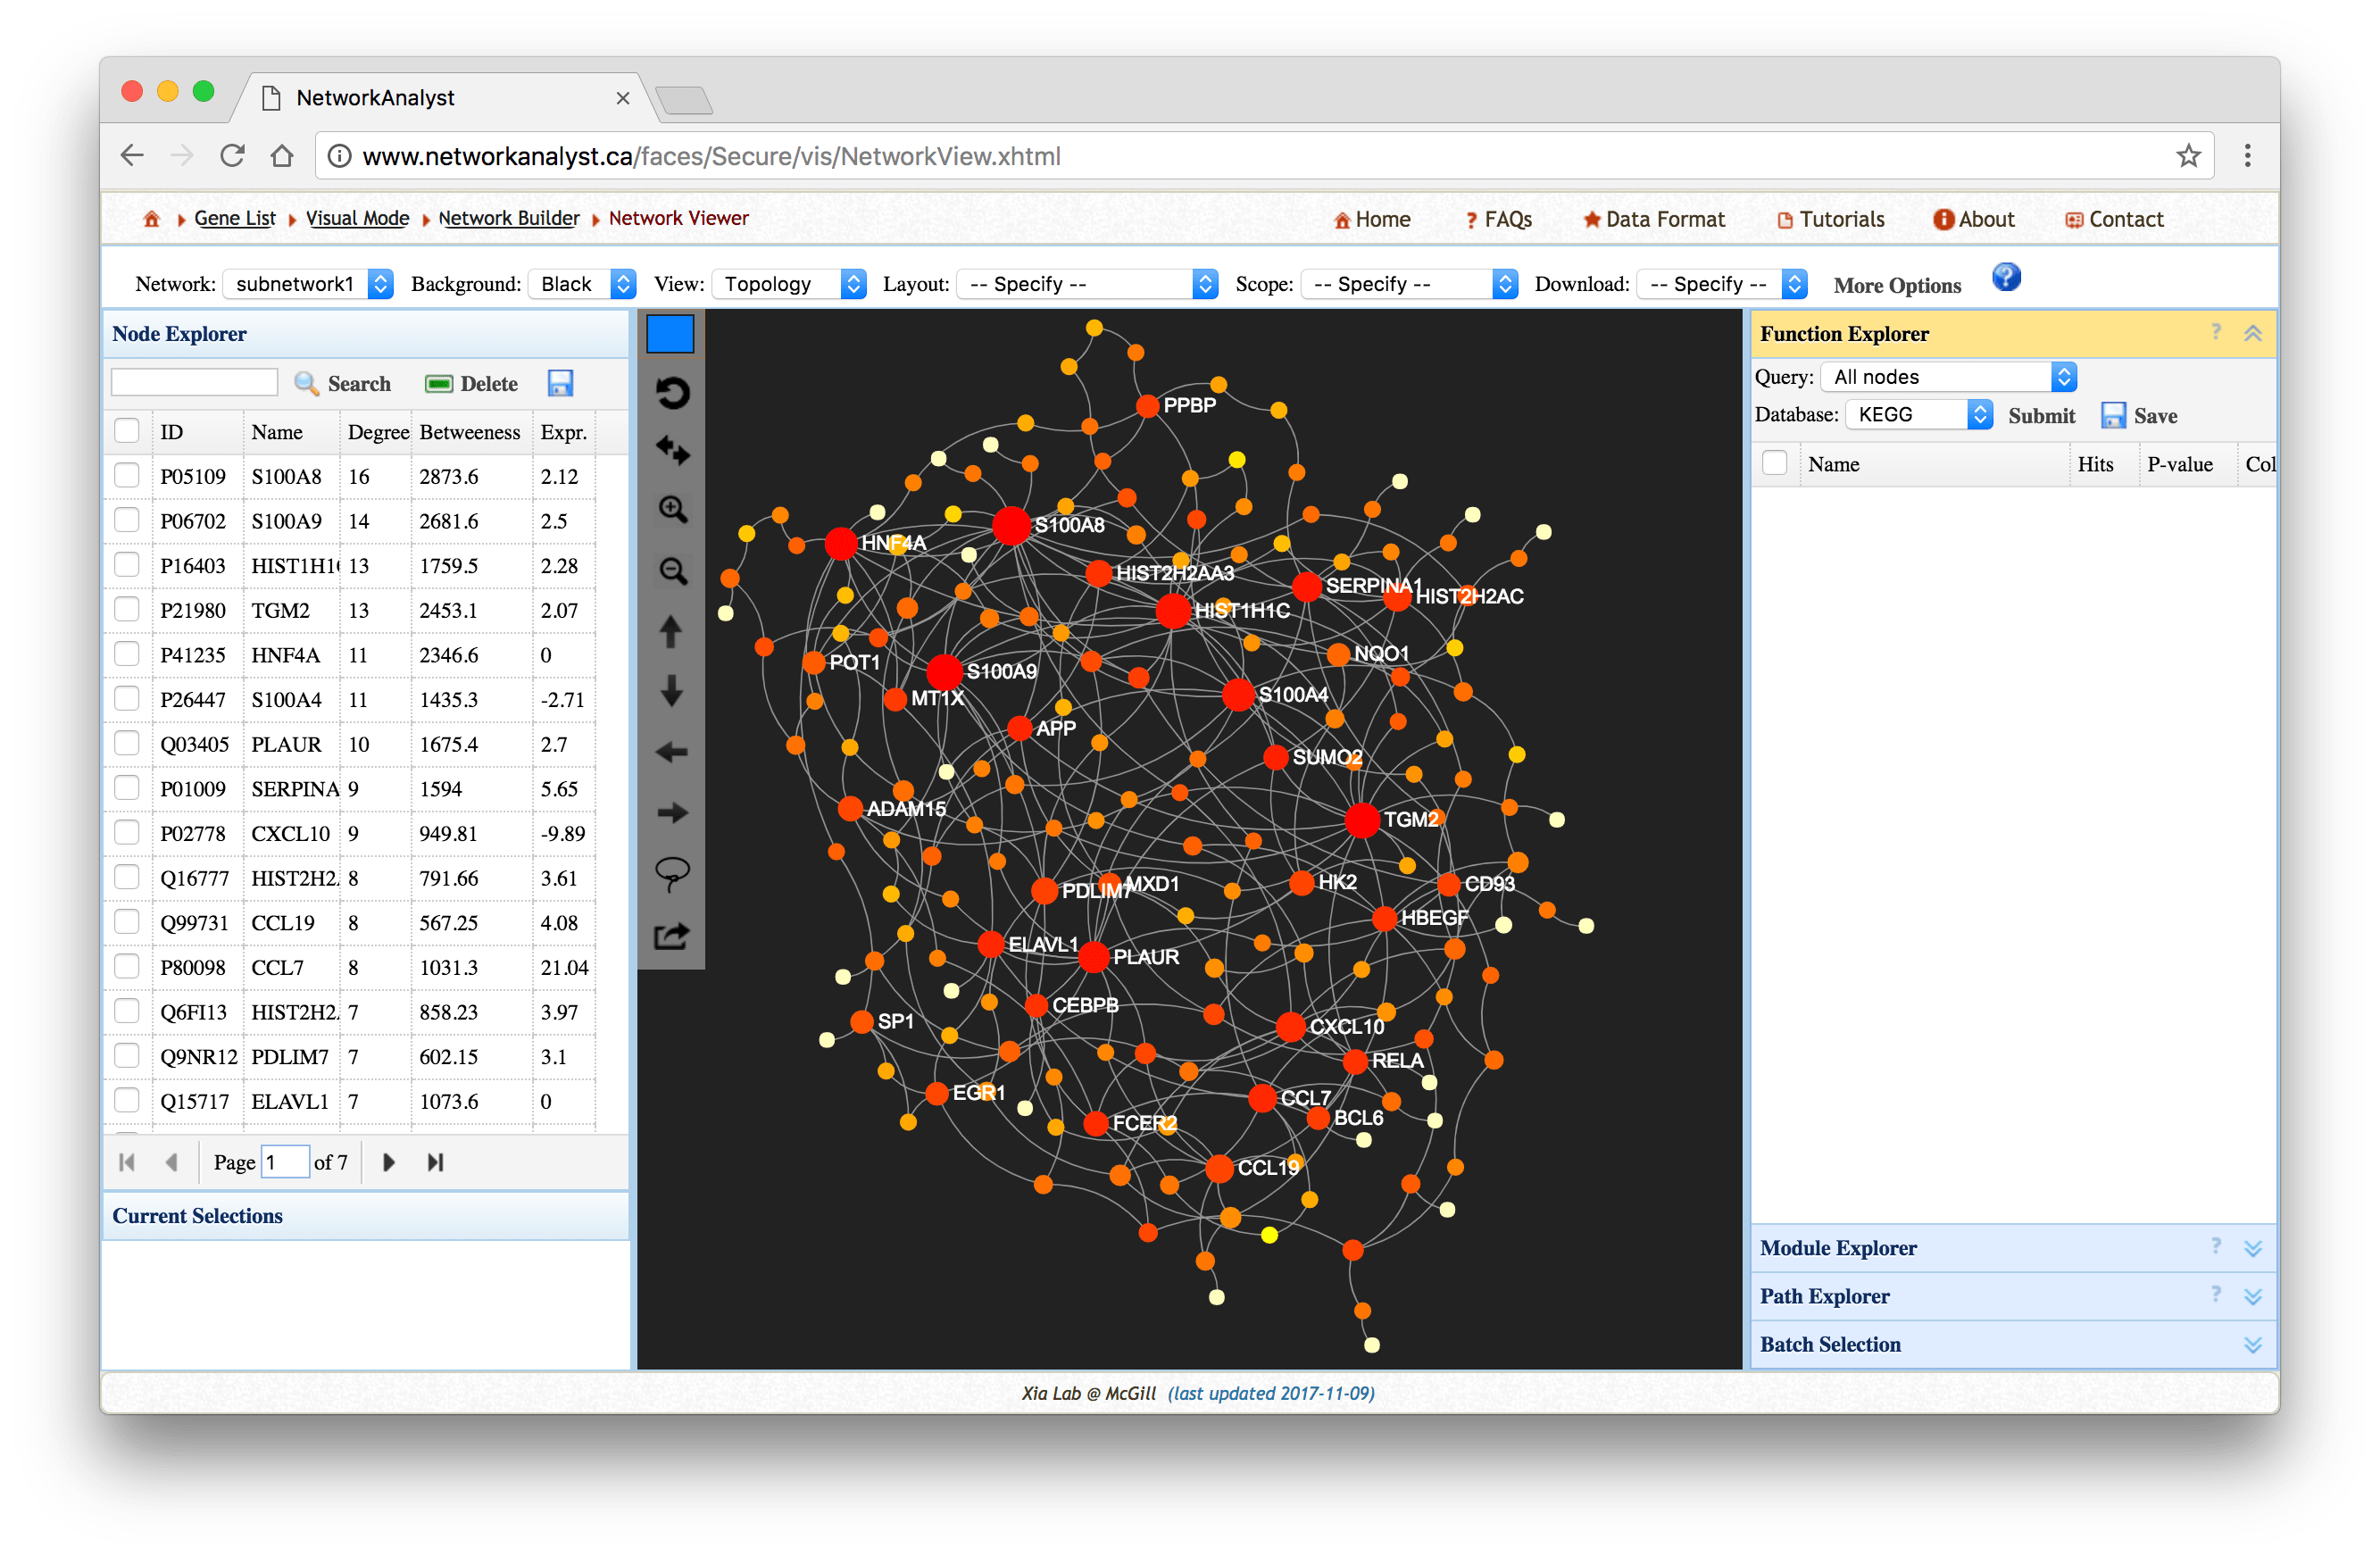 NetworkAnalyst
www.networkanalyst.ca/faces/Secure/vis/NetworkView.xhtml
Gene List Visual Mode Network Builder Network Viewer Home ? FAQs Data Format Tutorials About Contact
Network: subnetwork1 Background: Black View: Topology Layout: -- Specify -- Scope: -- Specify -- Download: -- Specify -- More Options ?
Node Explorer
Search Delete
ID Name Degree Betweeness Expr.
P05109 S100A8 16 2873.6 2.12
P06702 S100A9 14 2681.6 2.5
P16403 HIST1H1 13 1759.5 2.28
P21980 TGM2 13 2453.1 2.07
P41235 HNF4A 11 2346.6 0
P26447 S100A4 11 1435.3 -2.71
Q03405 PLAUR 10 1675.4 2.7
P01009 SERPINA 9 1594 5.65
P02778 CXCL10 9 949.81 -9.89
Q16777 HIST2H2 8 791.66 3.61
Q99731 CCL19 8 567.25 4.08
P80098 CCL7 8 1031.3 21.04
Q6FI13 HIST2H2 7 858.23 3.97
Q9NR12 PDLIM7 7 602.15 3.1
Q15717 ELAVL1 7 1073.6 0
Page 1 of 7
Current Selections
PPBP
S100A8
HNF4A
HIST2H2AA3
SERPINA1
HIST2H2AC
HIST1H1C
NQO1
POT1
S100A9
MT1X
S100A4
APP
SUMO2
ADAM15
TGM2
PDLIM7
MXD1
HK2
CD93
HBEGF
ELAVL1
PLAUR
CEBPB
SP1
CXCL10
RELA
EGR1
CCL7
BCL6
FCER2
CCL19
Function Explorer ?
Query: All nodes
Database: KEGG Submit Save
Name Hits P-value Col
Module Explorer ?
Path Explorer ?
Batch Selection
Xia Lab @ McGill (last updated 2017-11-09)